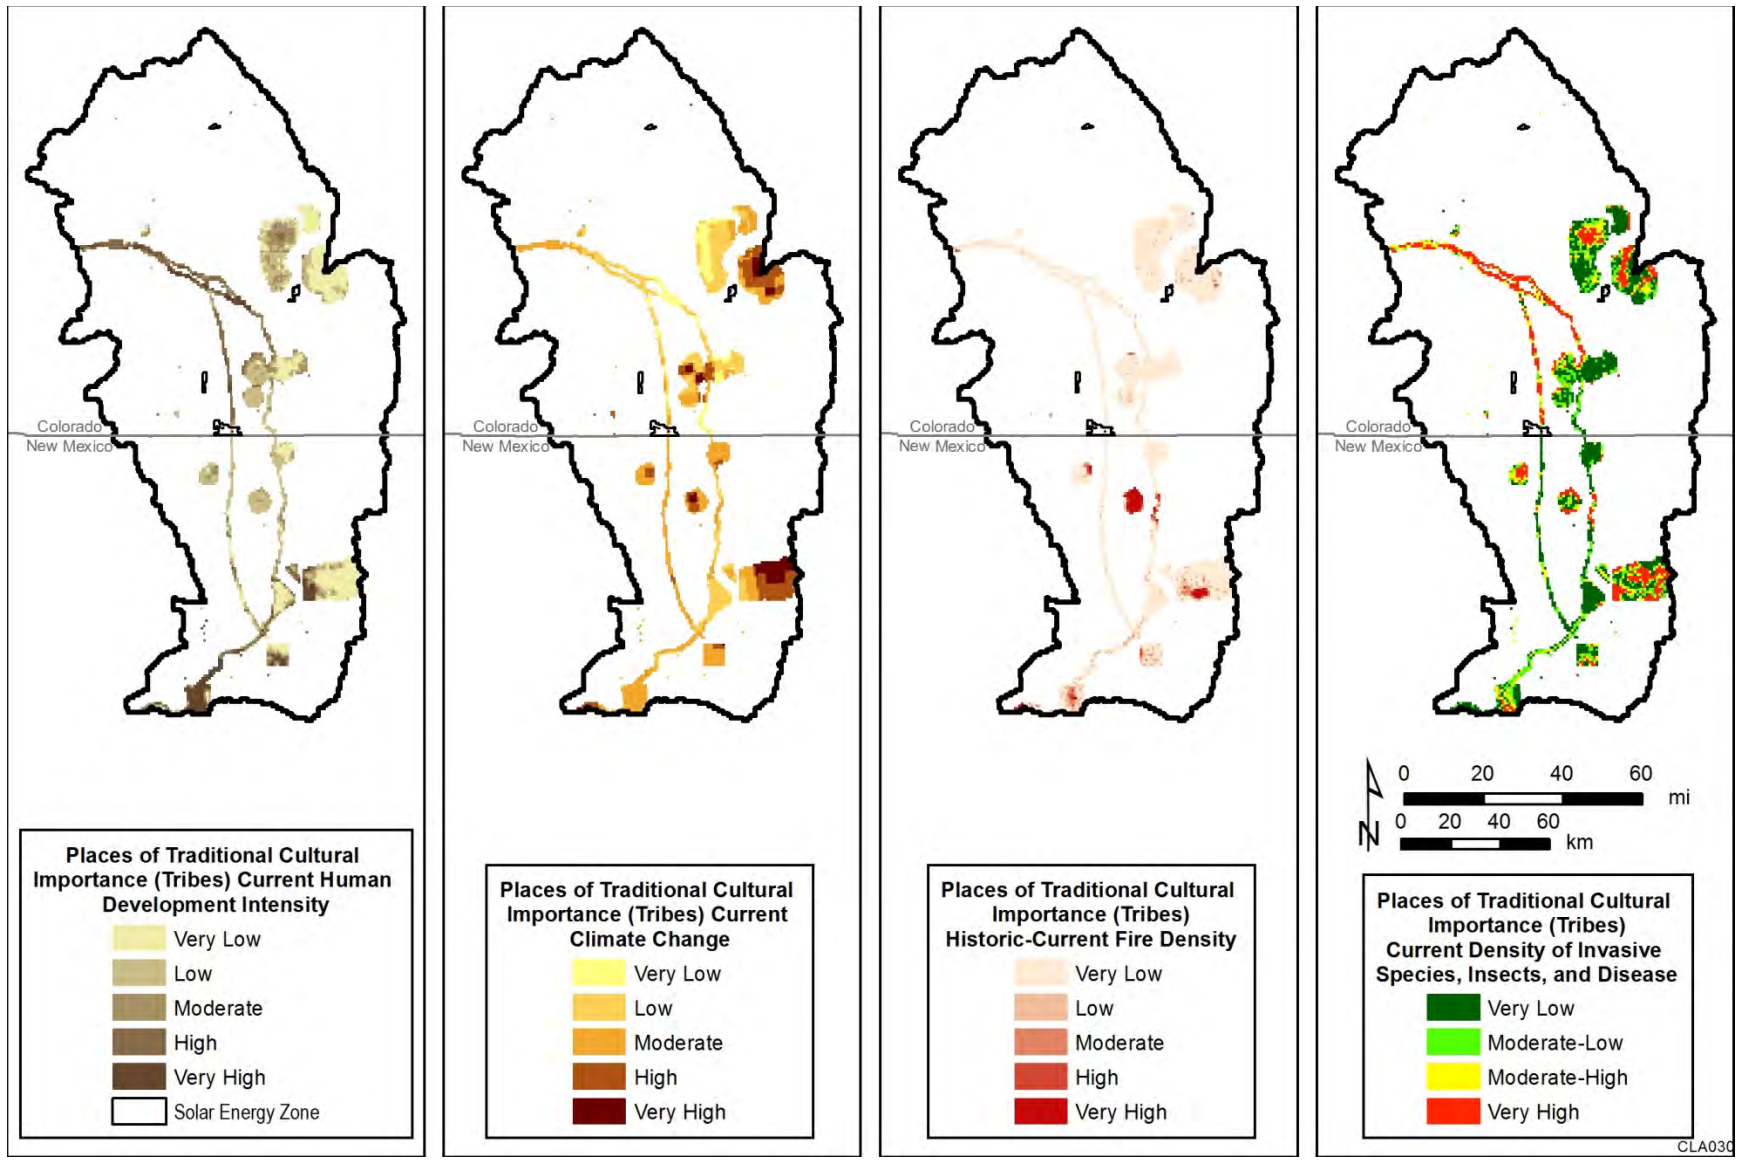 Colorado
New Mexico
Places of Traditional Cultural
Importance (Tribes) Current Human
Development Intensity
Very Low
Low
Moderate
High
Very High
Solar Energy Zone
Colorado
New Mexico
Places of Traditional Cultural
Importance (Tribes) Current
Climate Change
Very Low
Low
Moderate
High
Very High
Colorado
New Mexico
Places of Traditional Cultural
Importance (Tribes)
Historic-Current Fire Density
Very Low
Low
Moderate
High
Very High
Colorado
New Mexico
0 20 40 60
mi
0 20 40 60
km
N
Places of Traditional Cultural
Importance (Tribes)
Current Density of Invasive
Species, Insects, and Disease
Very Low
Moderate-Low
Moderate-High
Very High
CLA030